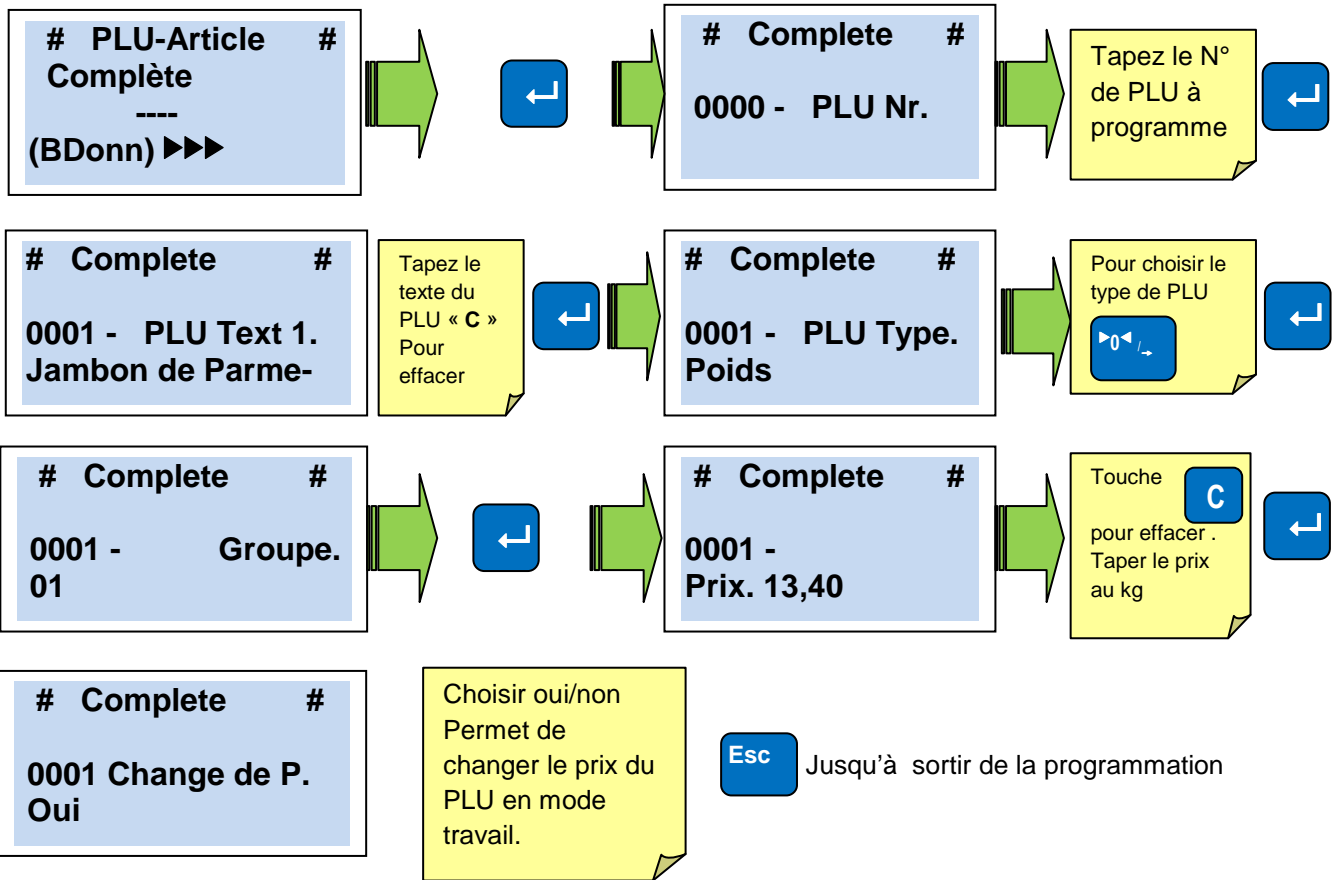 # PLU-Article #
Complète
----
(BDonn) ▶▶▶
↵
# Complete #
0000 - PLU Nr.
Tapez le N°
de PLU à
programme
↵
# Complete #
0001 - PLU Text 1.
Jambon de Parme-
Tapez le
texte du
PLU « C »
Pour
effacer
↵
# Complete #
0001 - PLU Type.
Poids
Pour choisir le
type de PLU
▶0◀ /→
↵
# Complete #
0001 - Groupe.
01
↵
# Complete #
0001 -
Prix. 13,40
Touche
C
pour effacer .
Taper le prix
au kg
↵
# Complete #
0001 Change de P.
Oui
Choisir oui/non
Permet de
changer le prix du
PLU en mode
travail.
Esc
Jusqu'à sortir de la programmation